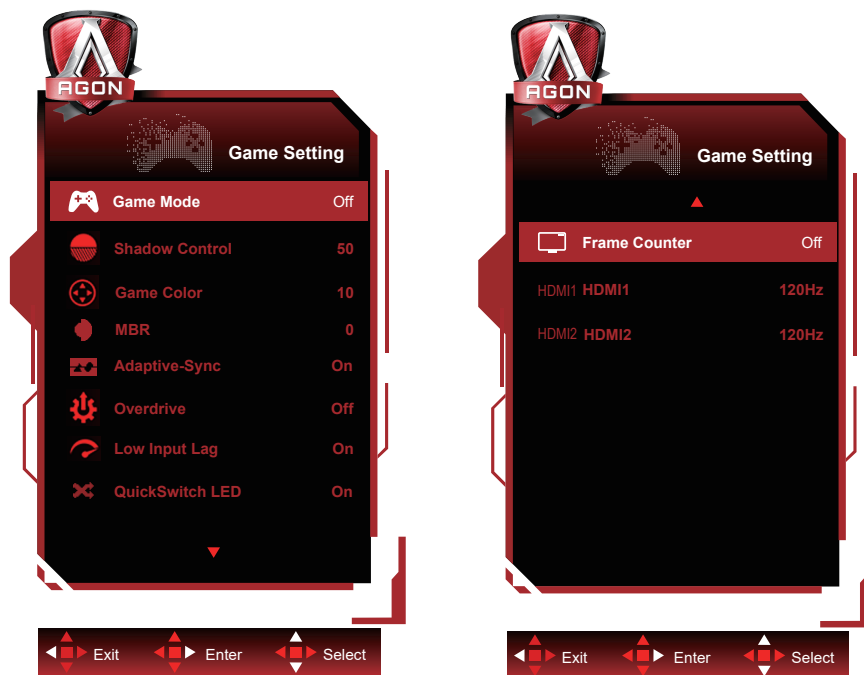 AGON
Game Setting
Game Mode Off
Shadow Control 50
Game Color 10
MBR 0
Adaptive-Sync On
Overdrive Off
Low Input Lag On
QuickSwitch LED On
Exit Enter Select
AGON
Game Setting
Frame Counter Off
HDMI1 HDMI1 120Hz
HDMI2 HDMI2 120Hz
Exit Enter Select